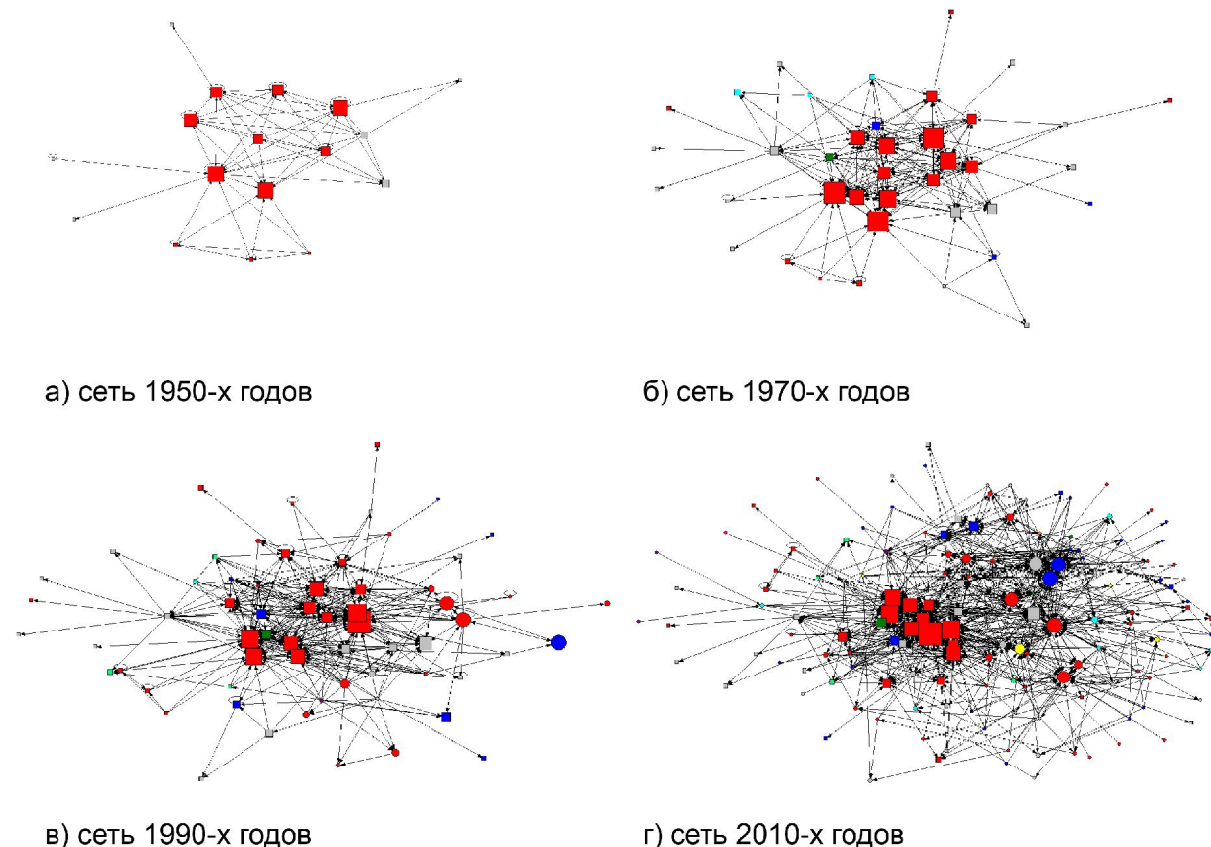 а) сеть 1950-х годов
б) сеть 1970-х годов
в) сеть 1990-х годов
г) сеть 2010-х годов